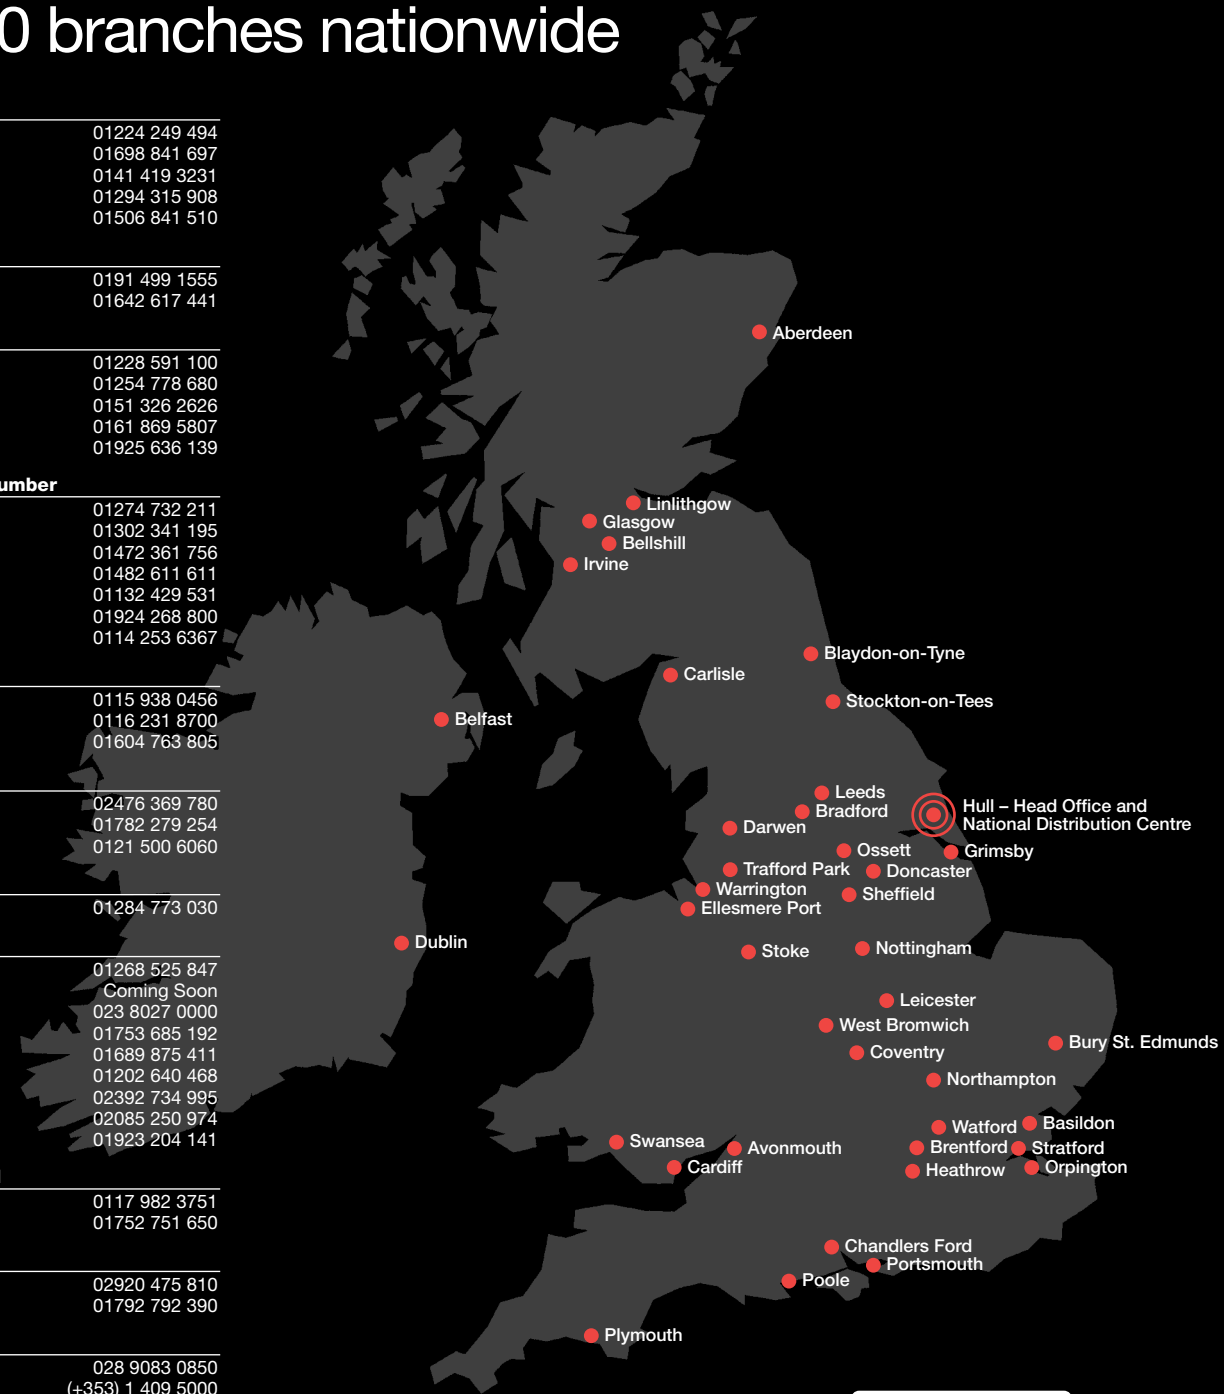 0 branches nationwide
01224 249 494
01698 841 697
0141 419 3231
01294 315 908
01506 841 510
0191 499 1555
01642 617 441
01228 591 100
01254 778 680
0151 326 2626
0161 869 5807
01925 636 139
umber
01274 732 211
01302 341 195
01472 361 756
01482 611 611
01132 429 531
01924 268 800
0114 253 6367
0115 938 0456
0116 231 8700
01604 763 805
02476 369 780
01782 279 254
0121 500 6060
01284 773 030
01268 525 847
Coming Soon
023 8027 0000
01753 685 192
01689 875 411
01202 640 468
02392 734 995
02085 250 974
01923 204 141
0117 982 3751
01752 751 650
02920 475 810
01792 792 390
028 9083 0850
(+353) 1 409 5000
Aberdeen
Linlithgow
Glasgow
Bellshill
Irvine
Blaydon-on-Tyne
Carlisle
Stockton-on-Tees
Belfast
Leeds
Bradford
Hull – Head Office and
National Distribution Centre
Darwen
Ossett
Grimsby
Trafford Park
Doncaster
Warrington
Sheffield
Ellesmere Port
Dublin
Stoke
Nottingham
Leicester
West Bromwich
Coventry
Bury St. Edmunds
Northampton
Watford
Basildon
Swansea
Avonmouth
Brentford
Stratford
Cardiff
Heathrow
Orpington
Chandlers Ford
Portsmouth
Poole
Plymouth